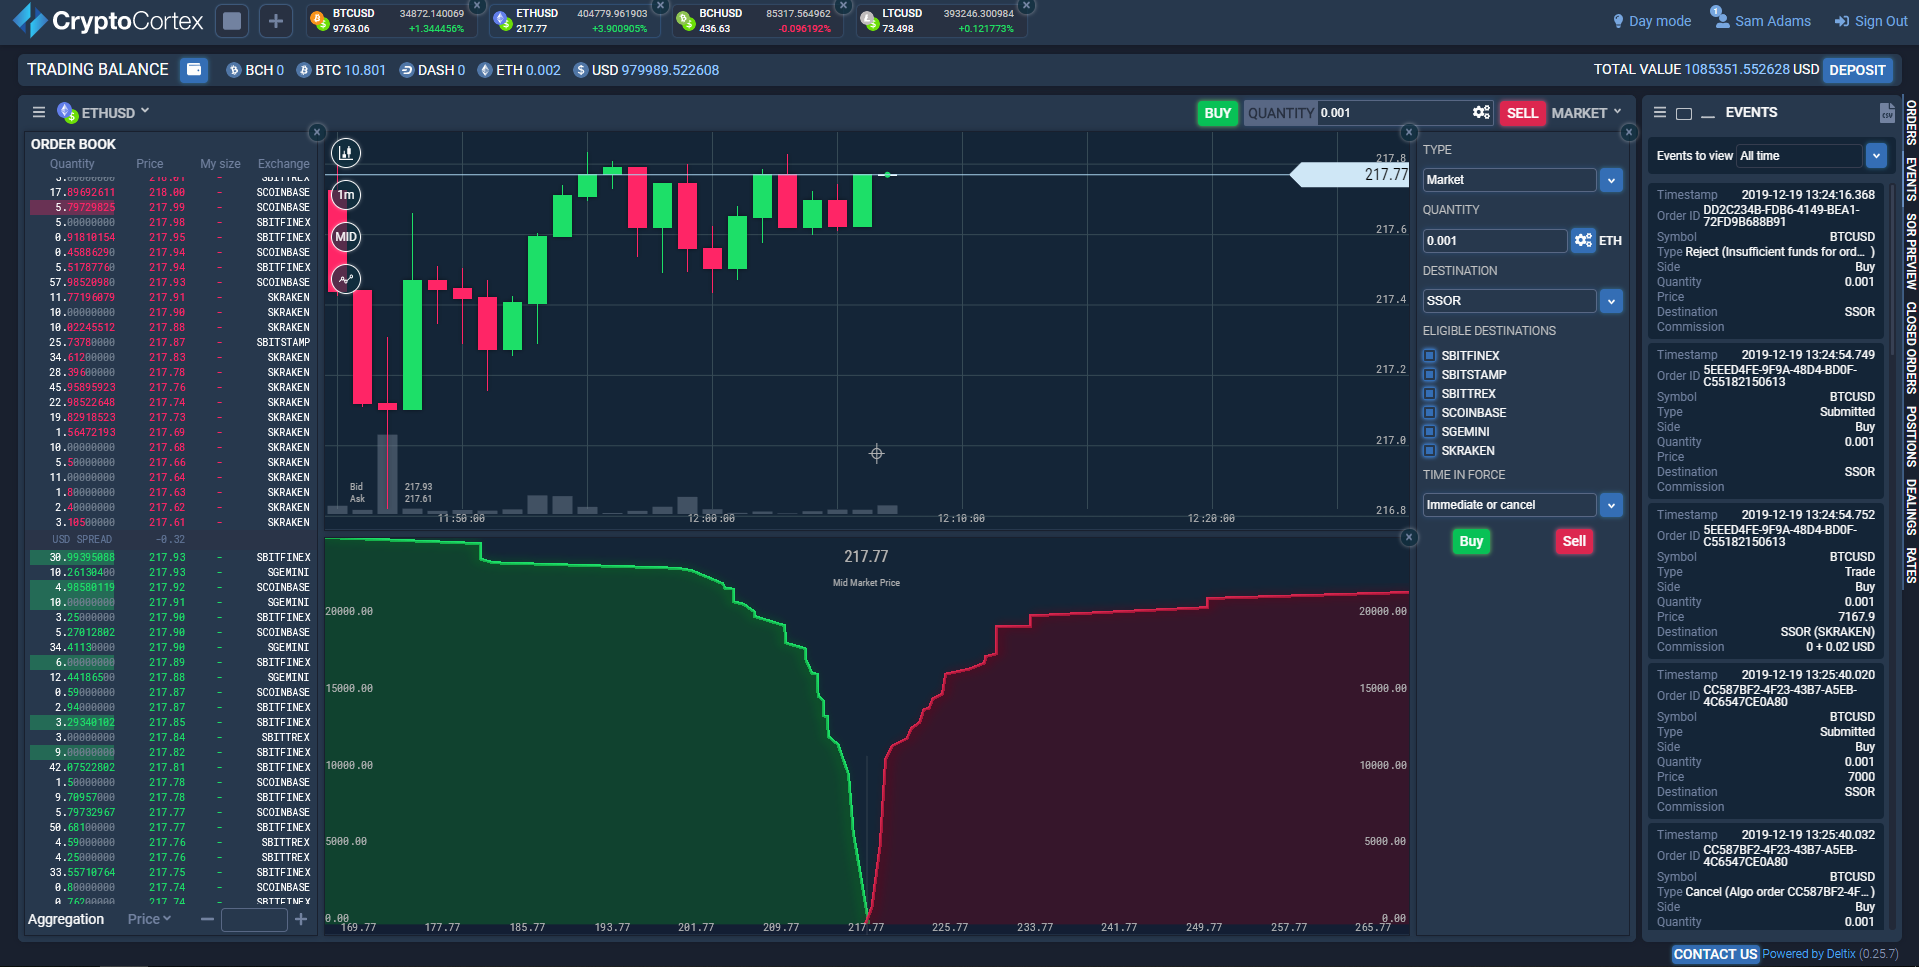 CryptoCortex
BTCUSD 34872.140069
9763.06 +1.344456%
ETHUSD 404779.961903
217.77 +3.900905%
BCHUSD 85317.564962
436.63 -0.096192%
LTCUSD 393246.300984
73.498 +0.121773%
Day mode
1
Sam Adams
Sign Out
TRADING BALANCE
BCH 0
BTC 10.801
DASH 0
ETH 0.002
USD 979989.522608
TOTAL VALUE 1085351.552628 USD
DEPOSIT
ETHUSD
BUY
QUANTITY 0.001
SELL
MARKET
ORDER BOOK
Quantity Price My size Exchange
17.89692611 218.00 - SCOINBASE
5.79729825 217.99 - SCOINBASE
5.00000000 217.98 - SBITFINEX
0.91810154 217.95 - SBITFINEX
0.45886290 217.94 - SCOINBASE
5.51787760 217.94 - SBITFINEX
57.98520980 217.93 - SCOINBASE
11.77196079 217.91 - SKRAKEN
10.00000000 217.90 - SKRAKEN
10.02245512 217.88 - SKRAKEN
25.73780000 217.87 - SBITSTAMP
34.61200000 217.83 - SKRAKEN
28.39600000 217.78 - SKRAKEN
45.95895923 217.76 - SKRAKEN
22.98522648 217.74 - SKRAKEN
19.82918523 217.73 - SKRAKEN
1.56472193 217.69 - SKRAKEN
10.00000000 217.68 - SKRAKEN
5.50000000 217.66 - SKRAKEN
11.00000000 217.64 - SKRAKEN
1.80000000 217.63 - SKRAKEN
2.40000000 217.62 - SKRAKEN
3.10500000 217.61 - SKRAKEN
USD SPREAD -0.32
30.99395088 217.93 - SBITFINEX
10.26130400 217.93 - SGEMINI
4.98580119 217.92 - SCOINBASE
10.00000000 217.91 - SGEMINI
3.25000000 217.90 - SBITFINEX
5.27012802 217.90 - SCOINBASE
34.41130000 217.90 - SGEMINI
6.00000000 217.89 - SBITFINEX
12.44186500 217.88 - SGEMINI
0.59000000 217.87 - SCOINBASE
2.94000000 217.87 - SBITFINEX
3.29340102 217.85 - SBITFINEX
3.00000000 217.84 - SBITTREX
9.00000000 217.82 - SBITFINEX
42.07522802 217.81 - SBITFINEX
1.50000000 217.78 - SCOINBASE
9.70957000 217.78 - SBITFINEX
5.79732967 217.77 - SCOINBASE
50.68100000 217.77 - SBITFINEX
4.59000000 217.76 - SBITTREX
4.25000000 217.76 - SBITFINEX
33.55710764 217.75 - SBITFINEX
0.80000000 217.74 - SCOINBASE
0.76200000 217.74 - SBITFINEX
Aggregation Price
1m
MID
217.8
217.77
217.6
217.4
217.2
217.0
216.8
Bid 217.93
Ask 217.61
11:50:00 12:00:00 12:10:00 12:20:00
217.77
Mid Market Price
20000.00 20000.00
15000.00 15000.00
10000.00 10000.00
5000.00 5000.00
0.00 0.00
169.77 177.77 185.77 193.77 201.77 209.77 217.77 225.77 233.77 241.77 249.77 257.77 265.77
TYPE
Market
QUANTITY
0.001 ETH
DESTINATION
SSOR
ELIGIBLE DESTINATIONS
SBITFINEX
SBITSTAMP
SBITTREX
SCOINBASE
SGEMINI
SKRAKEN
TIME IN FORCE
Immediate or cancel
Buy Sell
EVENTS
CSV
Events to view All time
Timestamp 2019-12-19 13:24:16.368
Order ID DD2C234B-FDB6-4149-BEA1-
72FD9B688B91
Symbol BTCUSD
Type Reject (Insufficient funds for ord... )
Side Buy
Quantity 0.001
Price
Destination SSOR
Commission
Timestamp 2019-12-19 13:24:54.749
Order ID 5EEED4FE-9F9A-48D4-BD0F-
C55182150613
Symbol BTCUSD
Type Submitted
Side Buy
Quantity 0.001
Price
Destination SSOR
Commission
Timestamp 2019-12-19 13:24:54.752
Order ID 5EEED4FE-9F9A-48D4-BD0F-
C55182150613
Symbol BTCUSD
Type Trade
Side Buy
Quantity 0.001
Price 7167.9
Destination SSOR (SKRAKEN)
Commission 0 + 0.02 USD
Timestamp 2019-12-19 13:25:40.020
Order ID CC587BF2-4F23-43B7-A5EB-
4C6547CE0A80
Symbol BTCUSD
Type Submitted
Side Buy
Quantity 0.001
Price 7000
Destination SSOR
Commission
Timestamp 2019-12-19 13:25:40.032
Order ID CC587BF2-4F23-43B7-A5EB-
4C6547CE0A80
Symbol BTCUSD
Type Cancel (Algo order CC587BF2-4F... )
Side Buy
Quantity 0.001
ORDERS
EVENTS
SOR PREVIEW
CLOSED ORDERS
POSITIONS
DEALINGS
RATES
CONTACT US
Powered by Deltix (0.25.7)